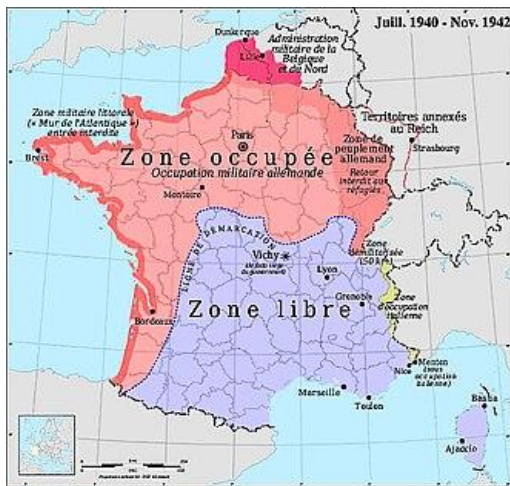 Juill. 1940 - Nov. 1942
Dunkerque
Lille
Administration
militaire de la
Belgique
et du Nord
Zone militaire littorale
(« Mur de l'Atlantique »)
entrée interdite
Territoires annexés
au Reich
Strasbourg
Brest
Paris
Zone occupée
Occupation militaire allemande
Zone de
peuplement
allemand
Retour
interdit aux
réfugiés
Montoire
LIGNE DE DÉMARCATION
Vichy
Zone
démilitarisée
(50 km)
Lyon
Zone libre
Grenoble
Zone
d'occupation
italienne
Bordeaux
Menton
(sous
occupation
italienne)
Nice
Marseille
Toulon
Bastia
Ajaccio